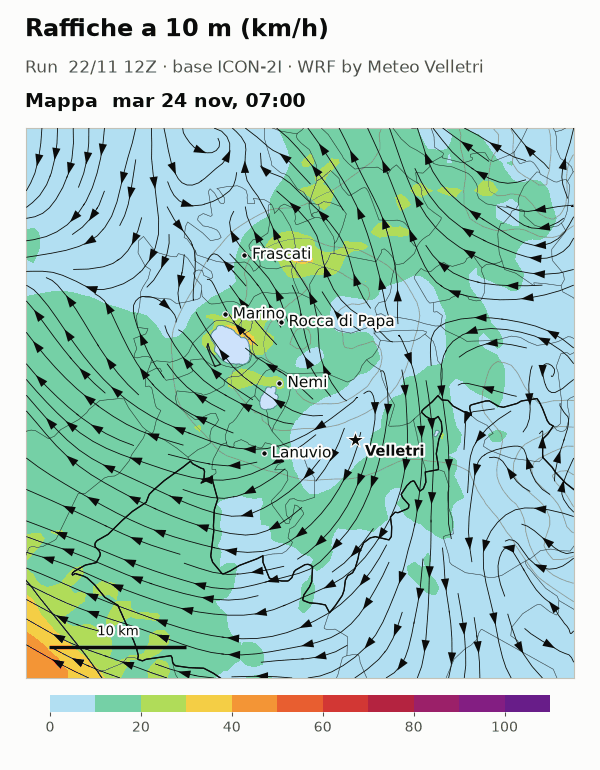 Raffiche a 10 m (km/h)
Run 22/11 12Z · base ICON-2I · WRF by Meteo Velletri
Mappa mar 24 nov, 07:00
Frascati
Marino
Rocca di Papa
Nemi
Velletri
Lanuvio
10 km
0 20 40 60 80 100